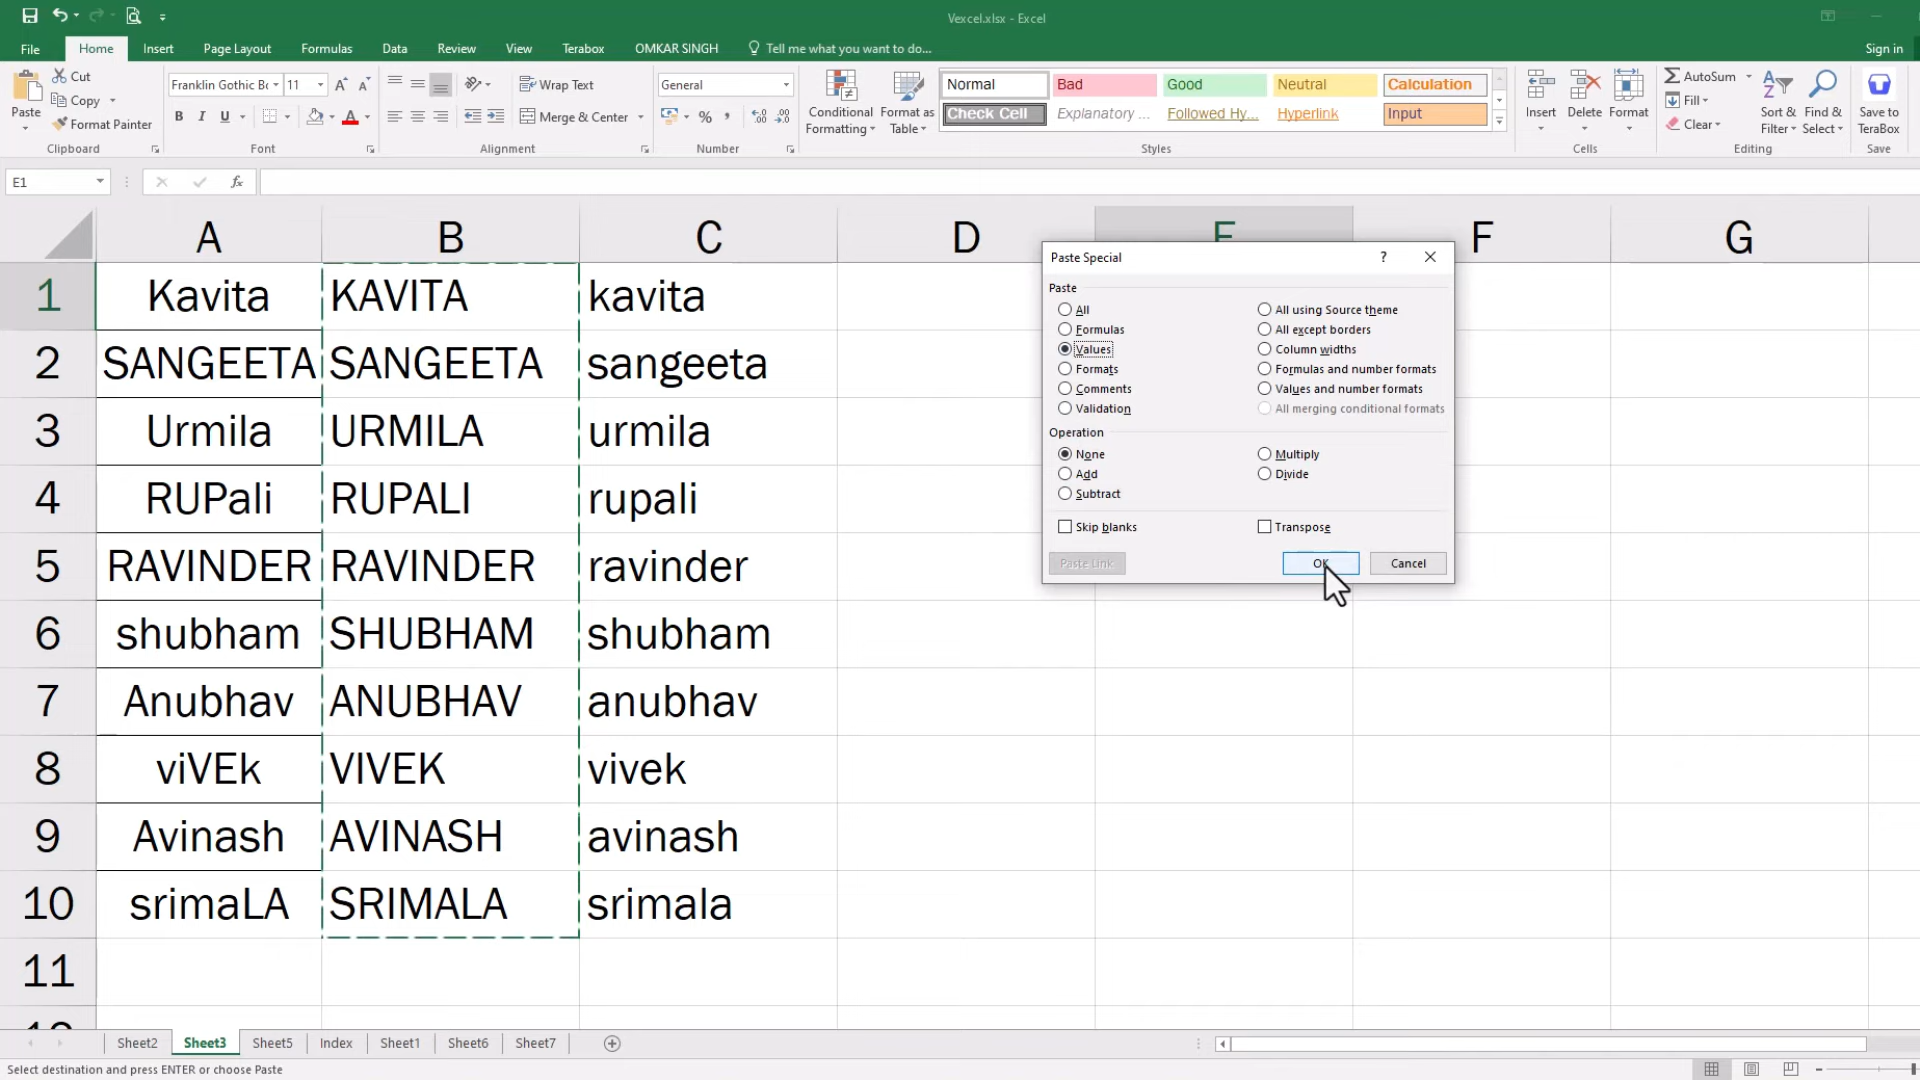 Vexcel.xlsx - Excel
File Home Insert Page Layout Formulas Data Review View Terabox OMKAR SINGH Tell me what you want to do... Sign in
Paste
Cut
Copy
Format Painter
Clipboard
Franklin Gothic Bc 11
B I U
Font
Wrap Text
Merge & Center
Alignment
General
Number
Conditional Formatting
Format as Table
Normal Bad Good Neutral Calculation
Check Cell Explanatory ... Followed Hy... Hyperlink Input
Styles
Insert Delete Format
Cells
AutoSum
Fill
Clear
Sort & Filter
Find & Select
Editing
Save to TeraBox
Save
E1 fx
A B C D E F G
1 Kavita KAVITA kavita
2 SANGEETA SANGEETA sangeeta
3 Urmila URMILA urmila
4 RUPali RUPALI rupali
5 RAVINDER RAVINDER ravinder
6 shubham SHUBHAM shubham
7 Anubhav ANUBHAV anubhav
8 viVEk VIVEK vivek
9 Avinash AVINASH avinash
10 srimaLA SRIMALA srimala
11
Paste Special ?
Paste
All All using Source theme
Formulas All except borders
Values Column widths
Formats Formulas and number formats
Comments Values and number formats
Validation All merging conditional formats
Operation
None Multiply
Add Divide
Subtract
Skip blanks Transpose
Paste Link OK Cancel
Sheet2 Sheet3 Sheet5 Index Sheet1 Sheet6 Sheet7
Select destination and press ENTER or choose Paste